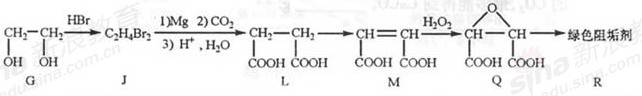 HBr
C₂H₄Br₂
1)Mg 2)CO₂
3) H⁺ ,H₂O
H₂O₂
O
CH₂—CH₂
OH OH
CH₂—CH₂
COOH COOH
CH=CH
COOH COOH
CH—CH
COOH COOH
绿色阻垢剂
G J L M Q R